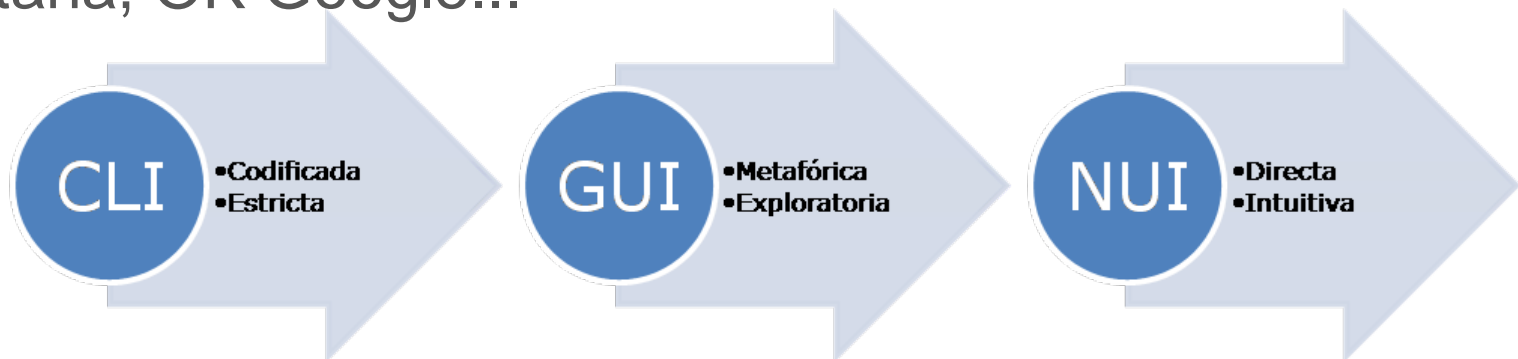 OK Google...
CLI
•Codificada
•Estricta
GUI
•Metafórica
•Exploratoria
NUI
•Directa
•Intuitiva